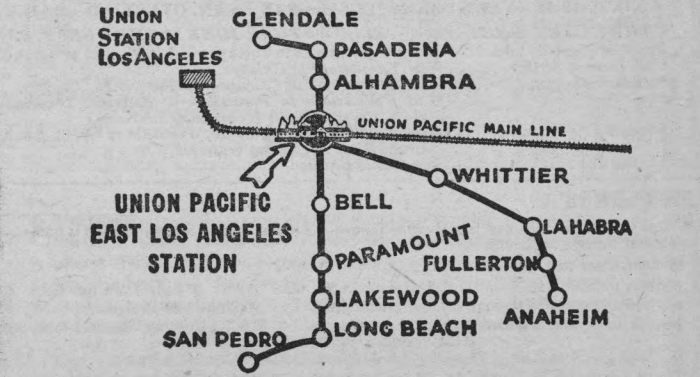 UNION
STATION
LOS ANGELES
GLENDALE
PASADENA
ALHAMBRA
UNION PACIFIC MAIN LINE
WHITTIER
UNION PACIFIC
EAST LOS ANGELES
STATION
BELL
LA HABRA
PARAMOUNT
FULLERTON
LAKEWOOD
ANAHEIM
SAN PEDRO
LONG BEACH